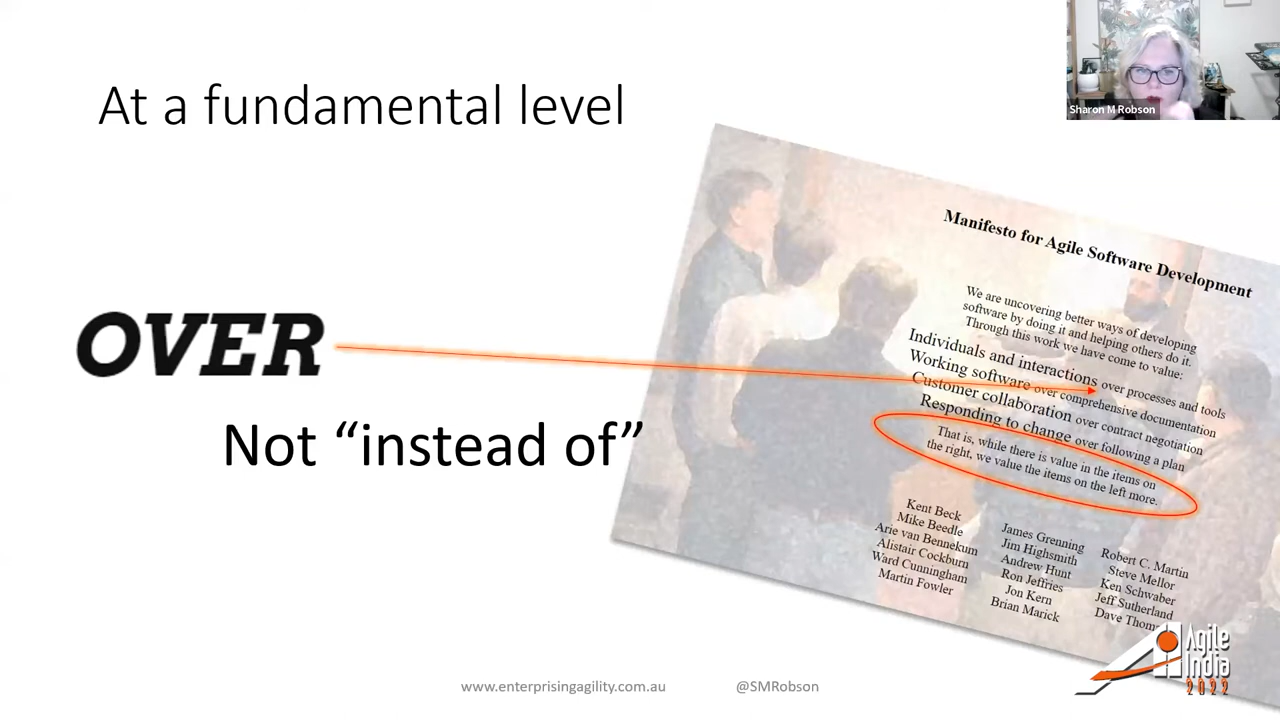 At a fundamental level
Sharon M Robson
OVER
Not “instead of”
Manifesto for Agile Software Development
We are uncovering better ways of developing
software by doing it and helping others do it.
Through this work we have come to value:
Individuals and interactions over processes and tools
Working software over comprehensive documentation
Customer collaboration over contract negotiation
Responding to change over following a plan
That is, while there is value in the items on
the right, we value the items on the left more.
Kent Beck
Mike Beedle
Arie van Bennekum
Alistair Cockburn
Ward Cunningham
Martin Fowler
James Grenning
Jim Highsmith
Andrew Hunt
Ron Jeffries
Jon Kern
Brian Marick
Robert C. Martin
Steve Mellor
Ken Schwaber
Jeff Sutherland
Dave Thom
Agile
India
2022
www.enterprisingagility.com.au
@SMRobson